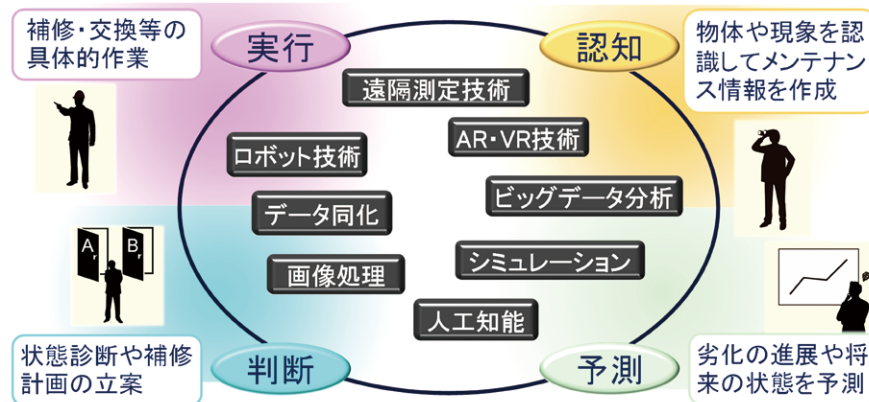 補修・交換等の
具体的作業
実行
認知
物体や現象を認
識してメンテナン
ス情報を作成
遠隔測定技術
AR・VR技術
ロボット技術
ビッグデータ分析
データ同化
シミュレーション
画像処理
人工知能
A
r
B
r
状態診断や補修
計画の立案
判断
予測
劣化の進展や将
来の状態を予測